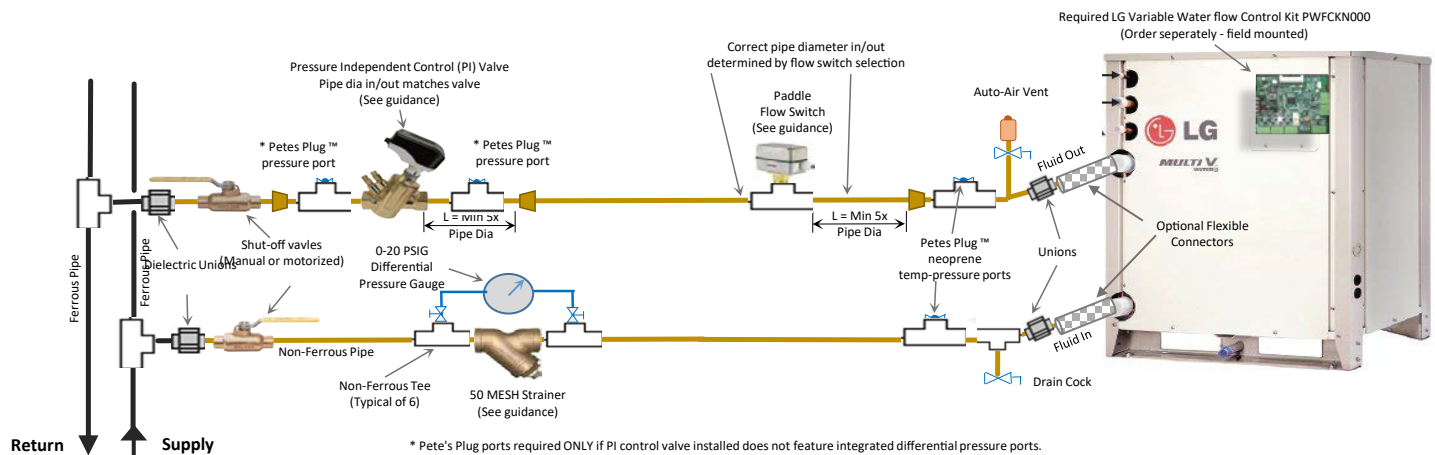 Required LG Variable Water flow Control Kit PWFCKN000
(Order seperately - field mounted)
Correct pipe diameter in/out
determined by flow switch selection
Pressure Independent Control (PI) Valve
Pipe dia in/out matches valve
(See guidance)
Paddle
Flow Switch
(See guidance)
Auto-Air Vent
* Petes Plug ™
pressure port
* Petes Plug ™
pressure port
LG
MULTI V
WATER II
Fluid Out
L = Min 5x
Pipe Dia
L = Min 5x
Pipe Dia
Ferrous Pipe
Ferrous Pipe
Dielectric Unions
Shut-off vavles
(Manual or motorized)
0-20 PSIG
Differential
Pressure Gauge
Petes Plug ™
neoprene
temp-pressure ports
Unions
Optional Flexible
Connectors
Fluid In
Non-Ferrous Pipe
Non-Ferrous Tee
(Typical of 6)
50 MESH Strainer
(See guidance)
Drain Cock
Return
Supply
* Pete's Plug ports required ONLY if PI control valve installed does not feature integrated differential pressure ports.